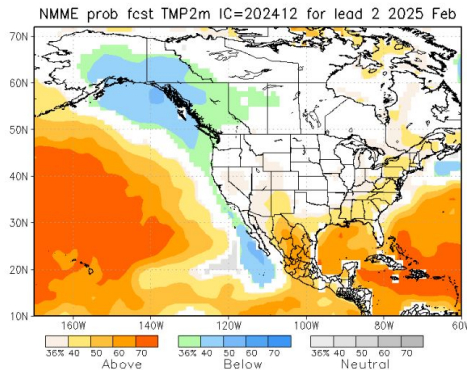 NMME prob fcst TMP2m IC=202412 for lead 2 2025 Feb
70N
60N
50N
40N
30N
20N
10N
160W 140W 120W 100W 80W 60W
36% 40 50 60 70 36% 40 50 60 70 36% 40 50 60 70
Above Below Neutral